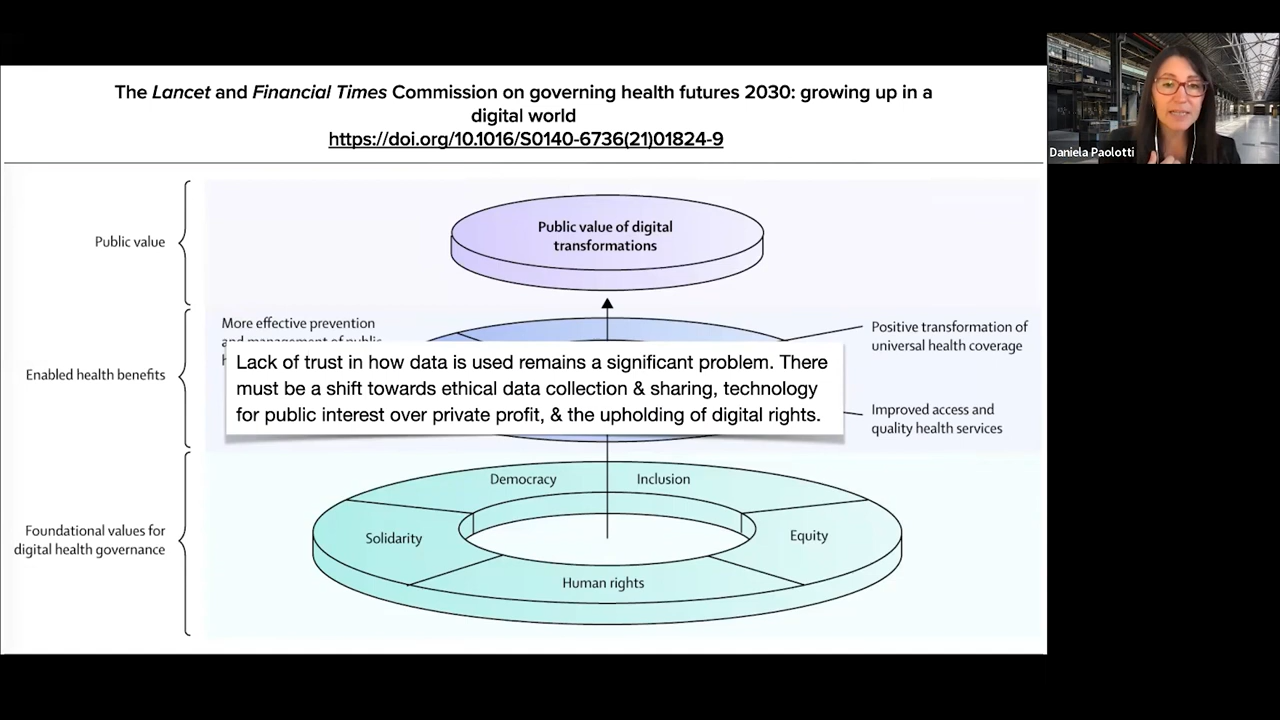 The Lancet and Financial Times Commission on governing health futures 2030: growing up in a
digital world
https://doi.org/10.1016/S0140-6736(21)01824-9
Daniela Paolotti
Public value
Public value of digital
transformations
Enabled health benefits
More effective prevention
and management of public
Positive transformation of
universal health coverage
Lack of trust in how data is used remains a significant problem. There
must be a shift towards ethical data collection & sharing, technology
for public interest over private profit, & the upholding of digital rights.
Improved access and
quality health services
Foundational values for
digital health governance
Democracy
Inclusion
Solidarity
Equity
Human rights